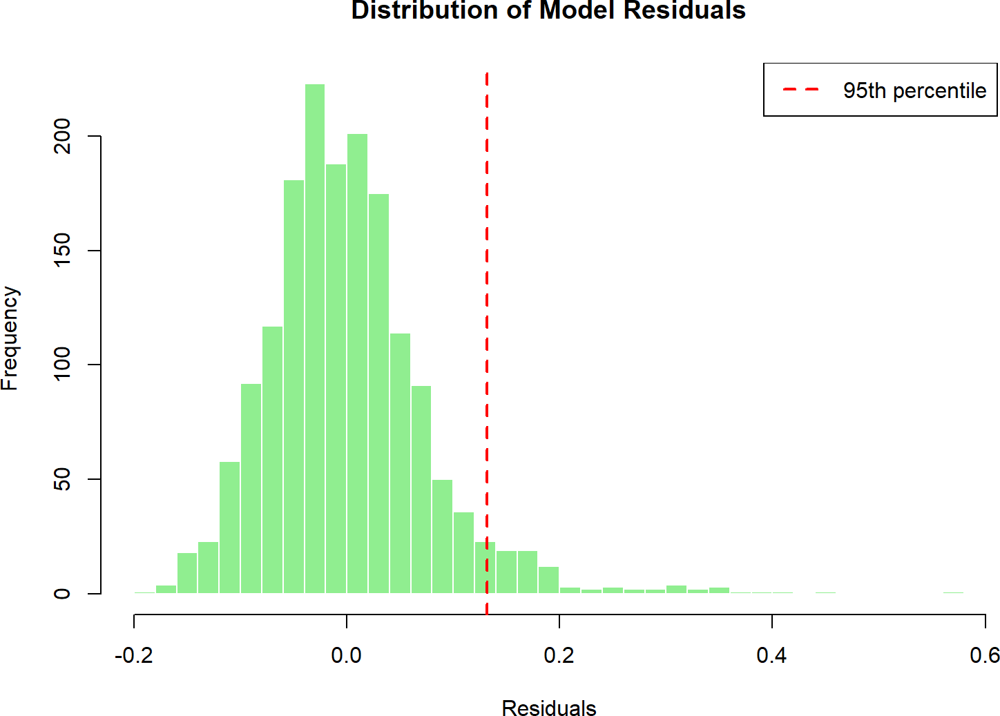 Distribution of Model Residuals
95th percentile
Frequency
200
150
100
50
0
-0.2 0.0 0.2 0.4 0.6
Residuals